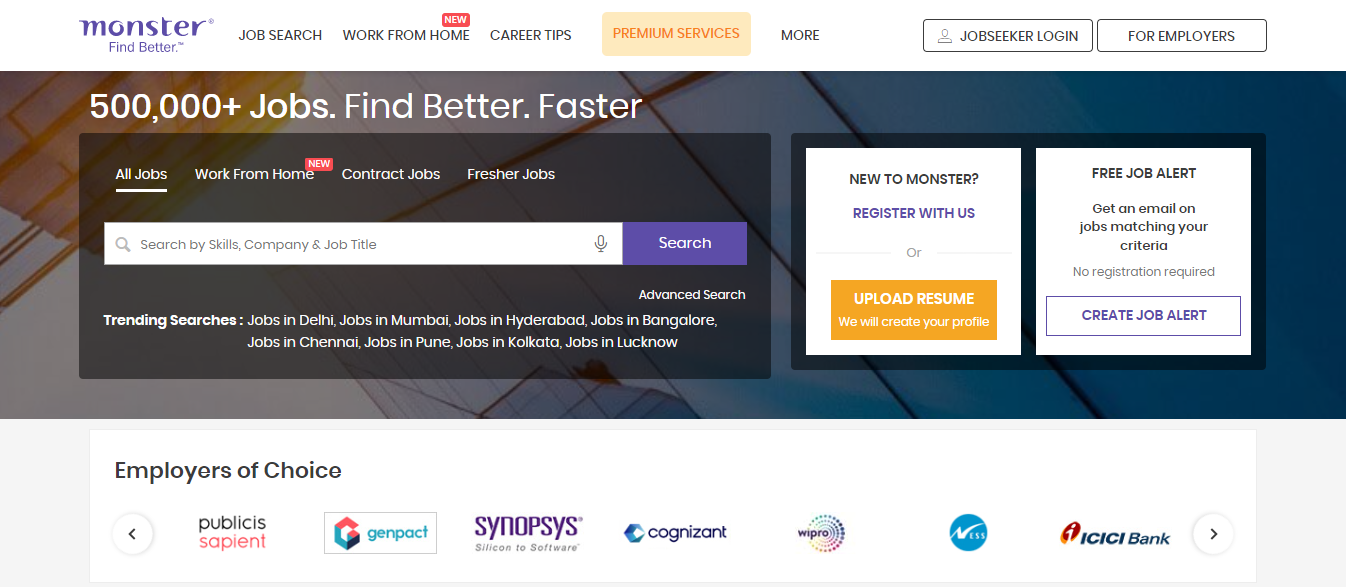 monster®
Find Better.™
JOB SEARCH
WORK FROM HOME
NEW
CAREER TIPS
PREMIUM SERVICES
MORE
JOBSEEKER LOGIN
FOR EMPLOYERS
500,000+ Jobs. Find Better. Faster
All Jobs
Work From Home
NEW
Contract Jobs
Fresher Jobs
Search by Skills, Company & Job Title
Search
Advanced Search
Trending Searches : Jobs in Delhi, Jobs in Mumbai, Jobs in Hyderabad, Jobs in Bangalore,
Jobs in Chennai, Jobs in Pune, Jobs in Kolkata, Jobs in Lucknow
NEW TO MONSTER?
REGISTER WITH US
Or
UPLOAD RESUME
We will create your profile
FREE JOB ALERT
Get an email on
jobs matching your
criteria
No registration required
CREATE JOB ALERT
Employers of Choice
publicis
sapient
genpact
SYNOPSYS®
Silicon to Software™
cognizant
wipro
NESS
ICICI Bank